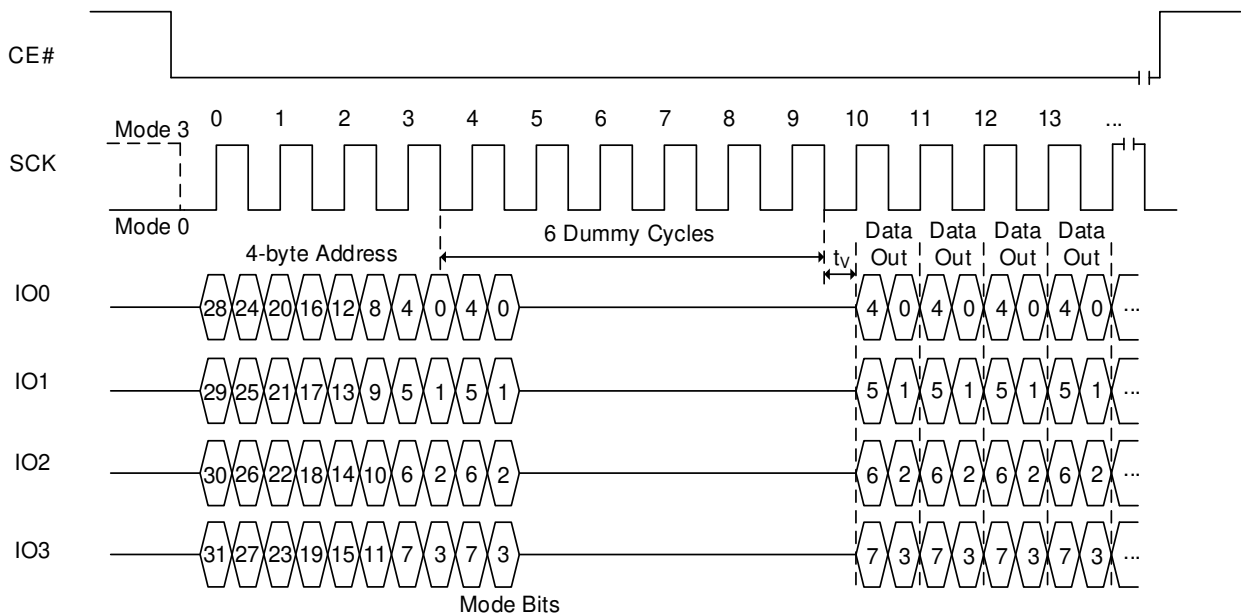 CE#
0 1 2 3 4 5 6 7 8 9 10 11 12 13 ...
Mode 3
SCK
Mode 0
6 Dummy Cycles
Data Out Data Out Data Out Data Out
4-byte Address
tV
IO0 28 24 20 16 12 8 4 0 4 0 4 0 4 0 4 0 4 0 ...
IO1 29 25 21 17 13 9 5 1 5 1 5 1 5 1 5 1 5 1 ...
IO2 30 26 22 18 14 10 6 2 6 2 6 2 6 2 6 2 6 2 ...
IO3 31 27 23 19 15 11 7 3 7 3 7 3 7 3 7 3 7 3 ...
Mode Bits